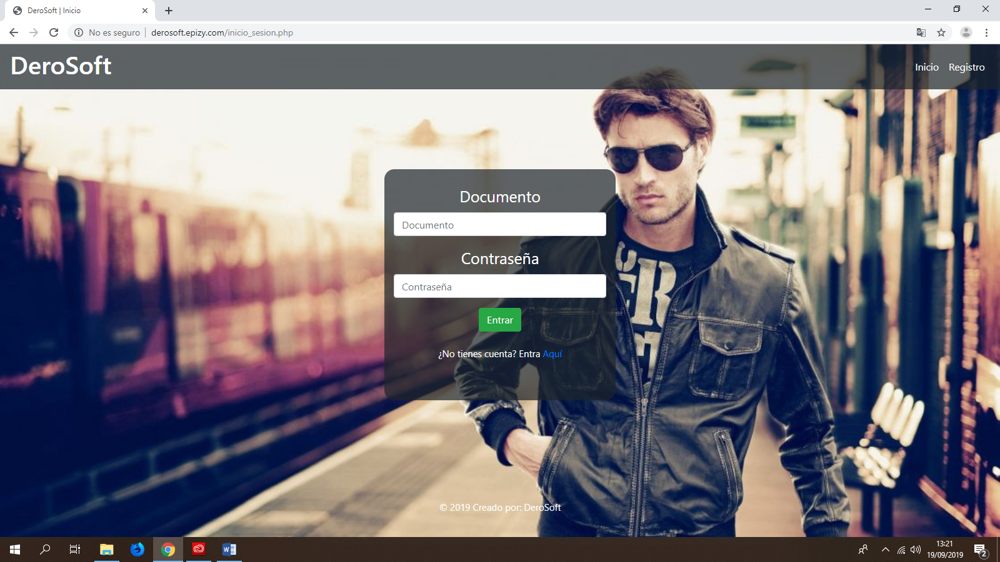 DeroSoft | Inicio
No es seguro | derosoft.epizy.com/inicio_sesion.php
DeroSoft
Inicio Registro
Documento
Documento
Contraseña
Contraseña
Entrar
¿No tienes cuenta? Entra Aquí
© 2019 Creado por: DeroSoft
13:21
19/09/2019
2